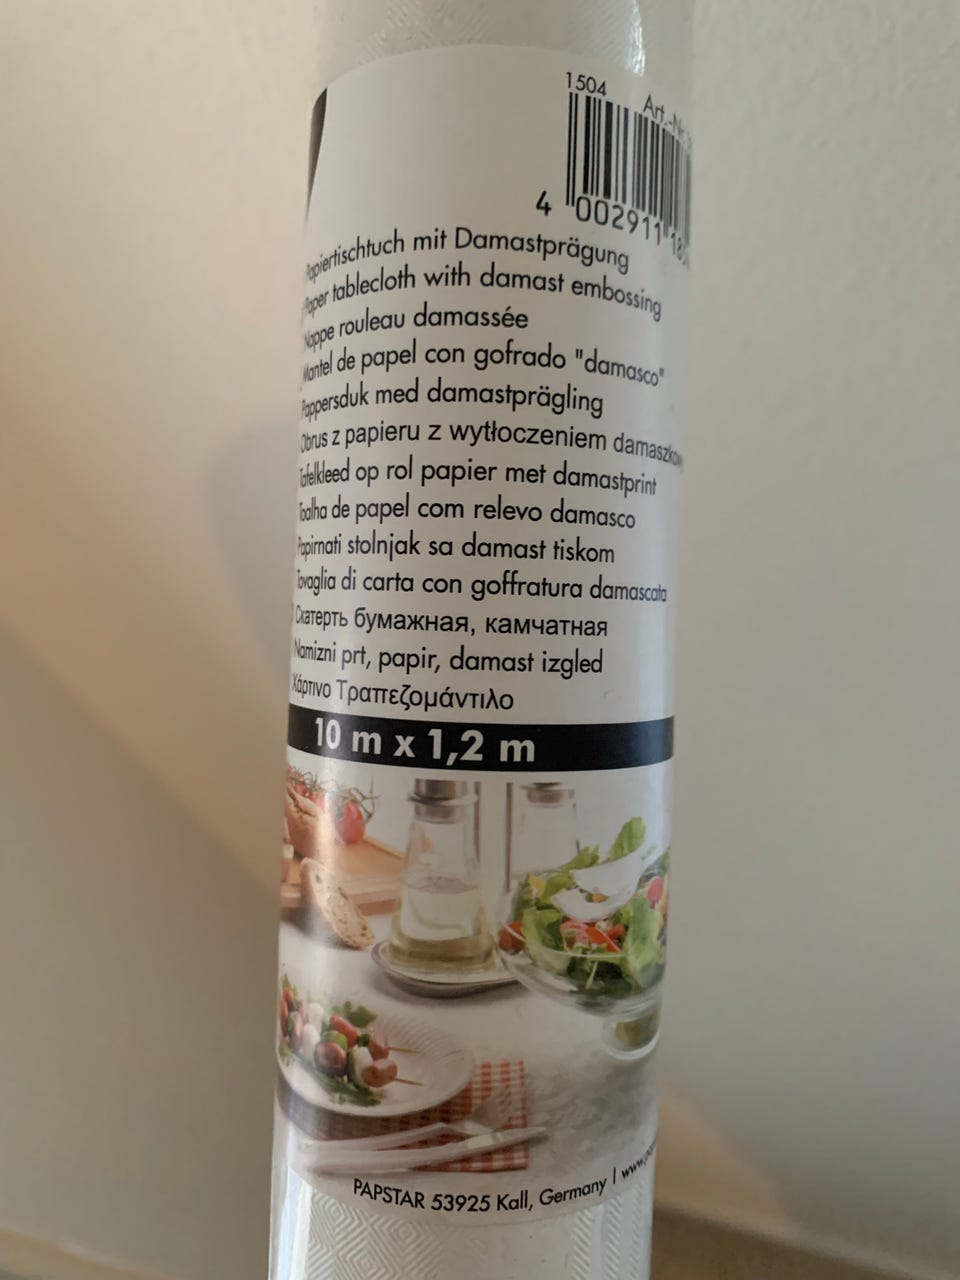 1504
Art.-Nr.
4 002911
Papiertischtuch mit Damastprägung
Paper tablecloth with damast embossing
Nappe rouleau damassée
Mantel de papel con gofrado "damasco"
Pappersduk med damastprägling
Obrus z papieru z wytłoczeniem
Tafelkleed op rol papier met damastprint
Toalha de papel com relevo damasco
Papirnati stolnjak sa damast tiskom
Tovaglia di carta con goffratura damascata
Скатерть бумажная, камчатная
Namizni prt, papir, damast izgled
Χάρτινο Τραπεζομάντιλο
10 m x 1,2 m
PAPSTAR 53925 Kall, Germany |